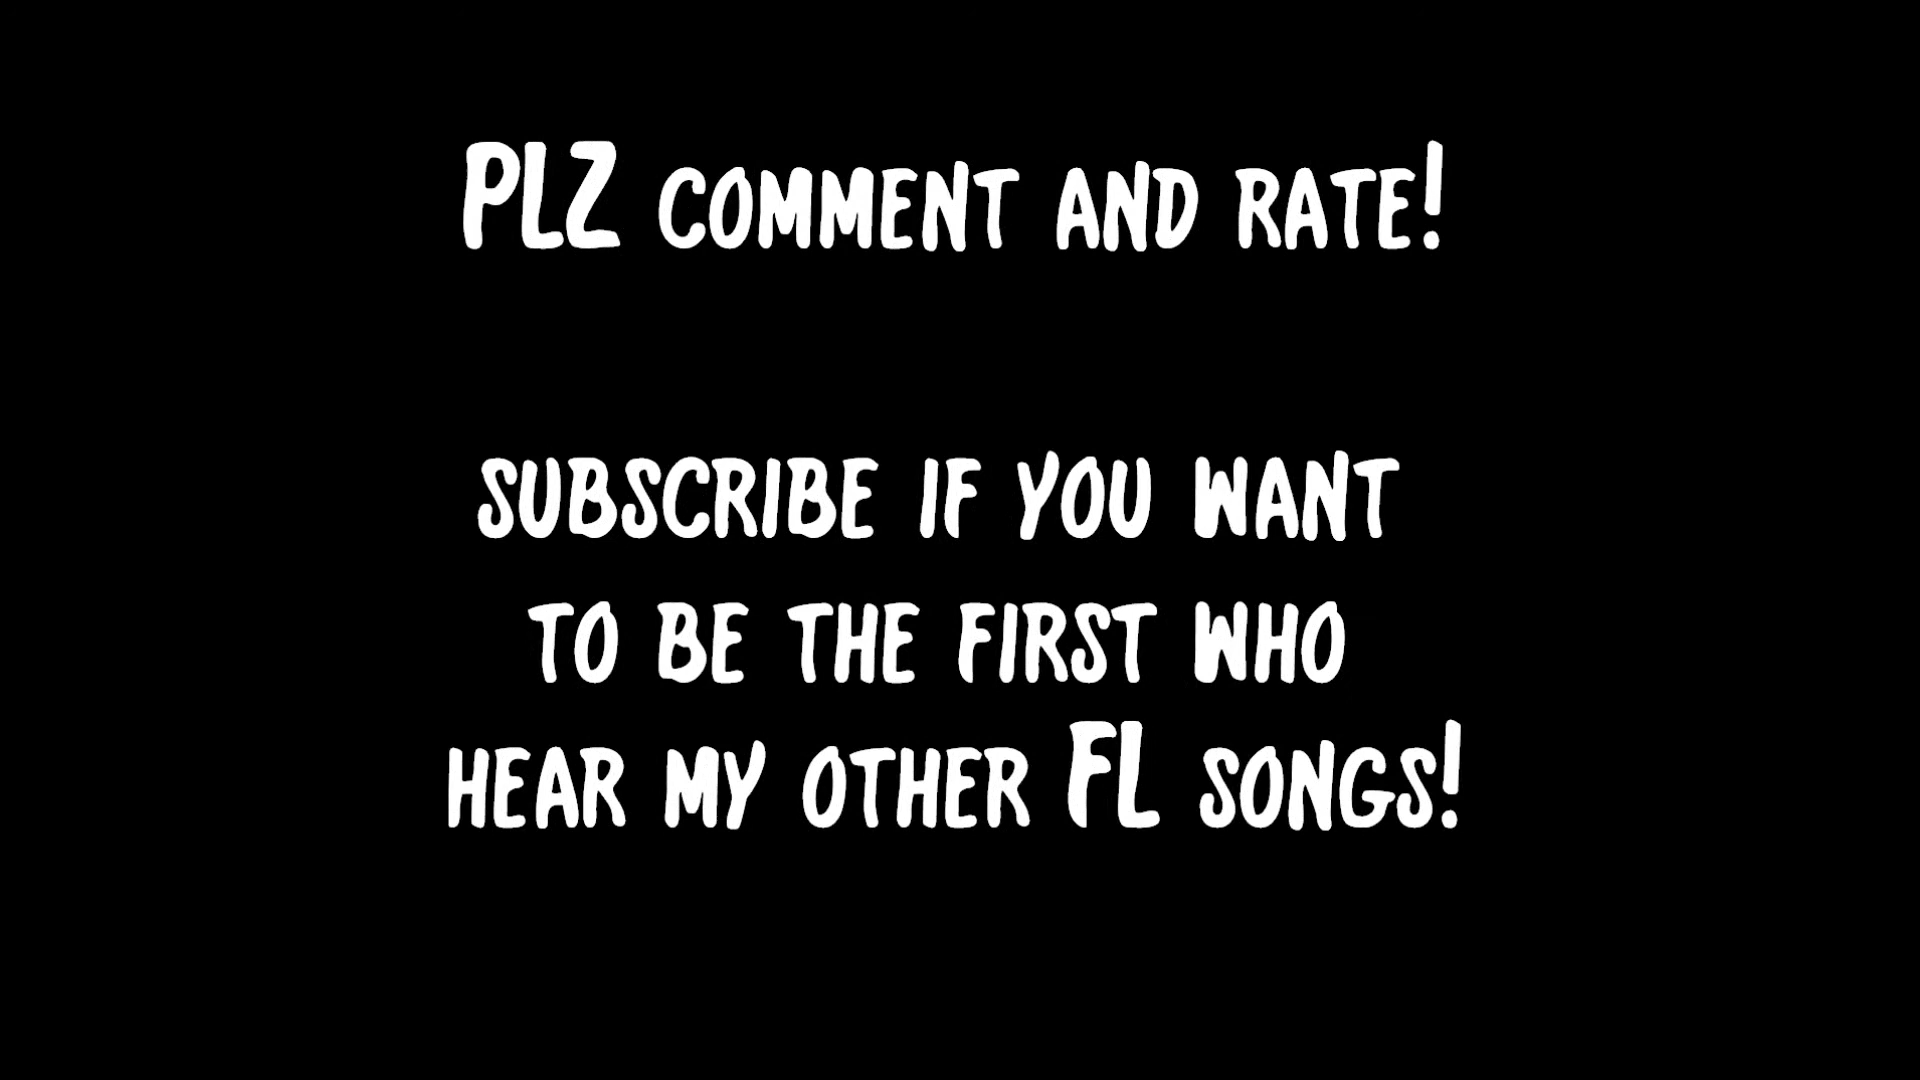 PLZ comment and rate!
subscribe if you want
to be the first who
hear my other FL songs!